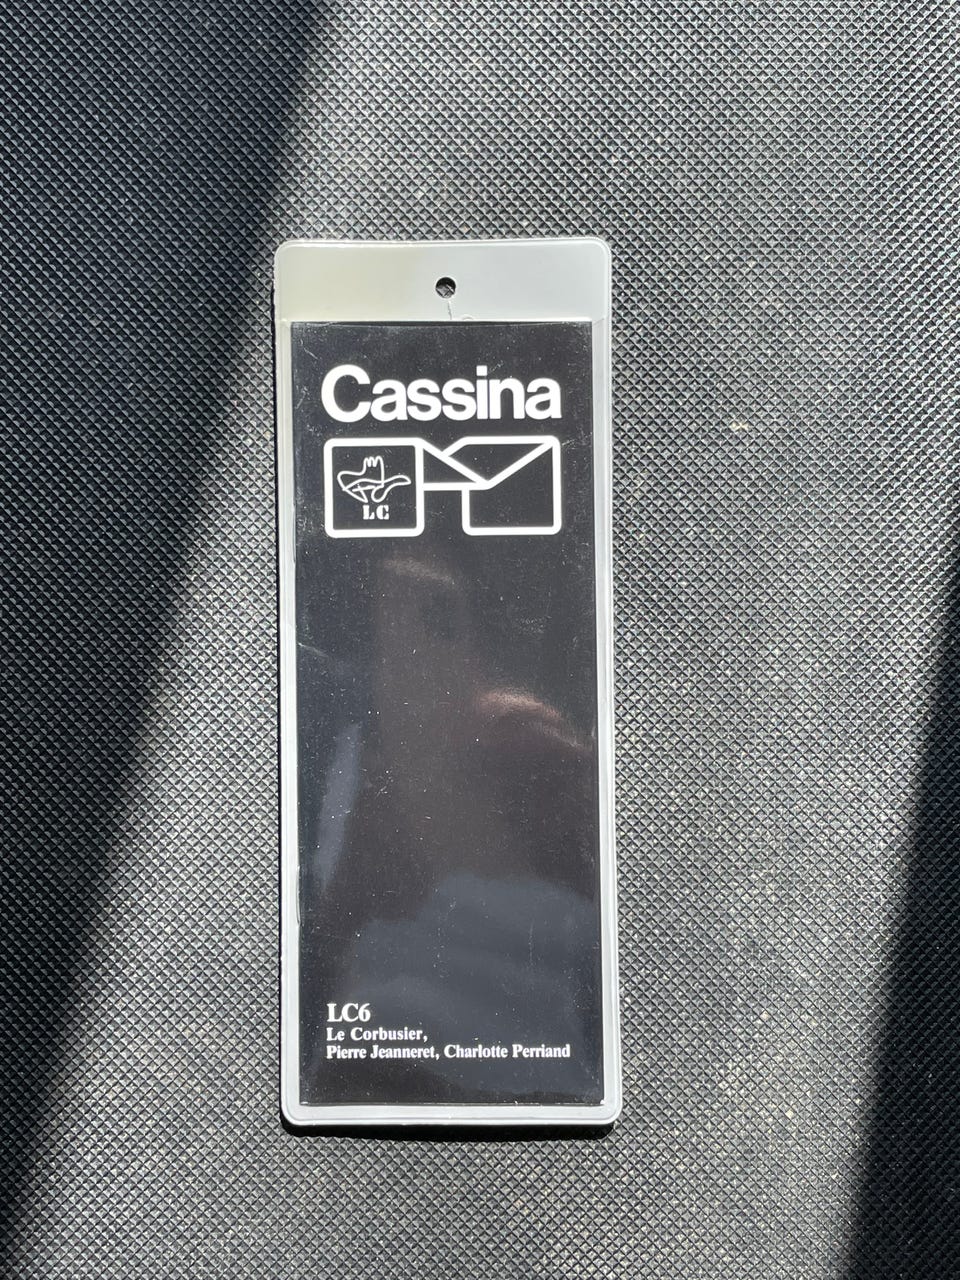 Cassina
LC
LC6
Le Corbusier,
Pierre Jeanneret, Charlotte Perriand